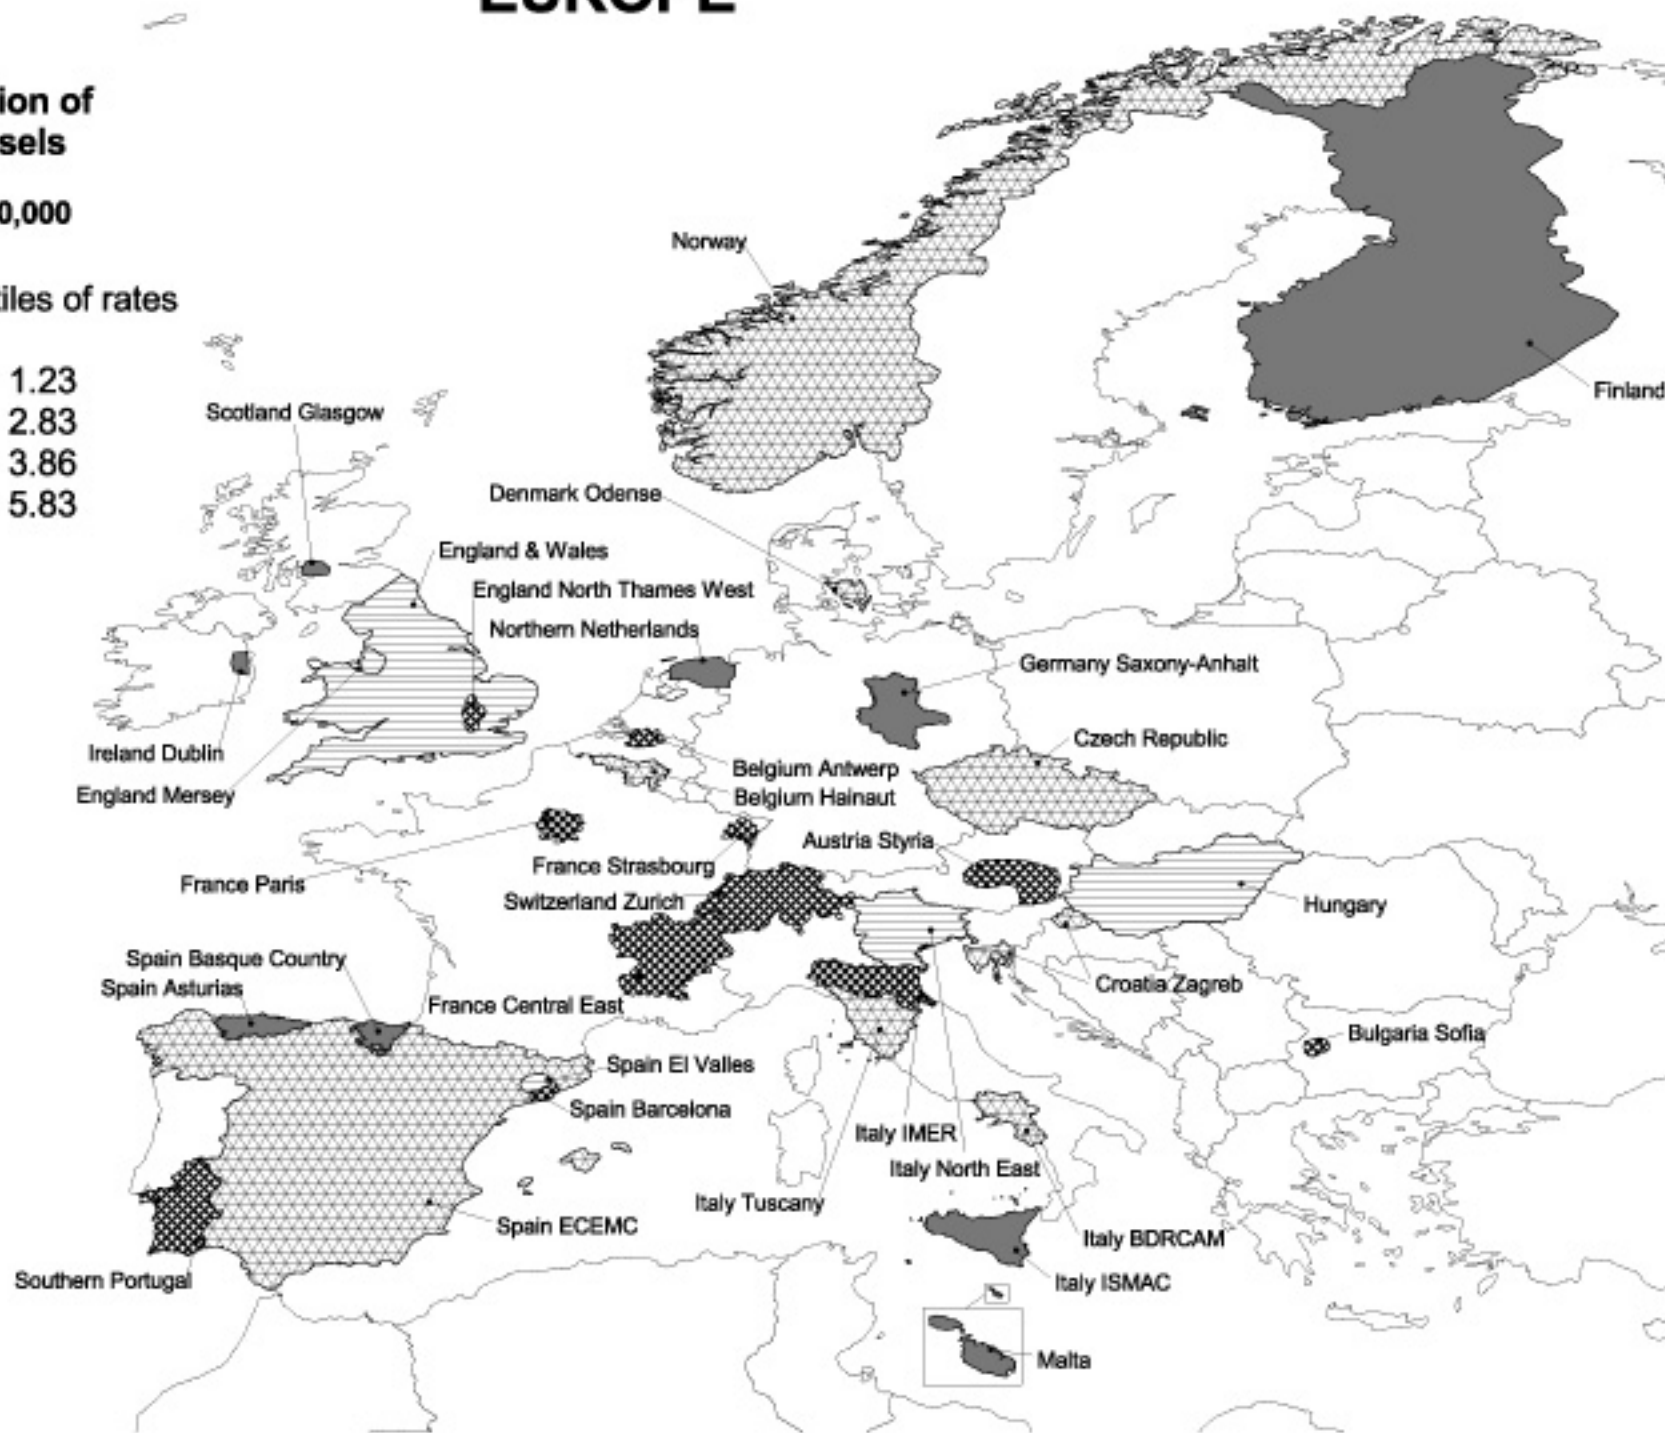 EUROPE
ion of
sels
0,000
tiles of rates
1.23
2.83
3.86
5.83
Norway
Finland
Scotland Glasgow
Denmark Odense
England & Wales
England North Thames West
Northern Netherlands
Germany Saxony-Anhalt
Ireland Dublin
Czech Republic
England Mersey
Belgium Antwerp
Belgium Hainaut
Austria Styria
France Strasbourg
France Paris
Switzerland Zurich
Hungary
Spain Basque Country
Spain Asturias
France Central East
Croatia Zagreb
Bulgaria Sofia
Spain El Valles
Spain Barcelona
Italy IMER
Italy North East
Italy Tuscany
Spain ECEMC
Italy BDRCAM
Southern Portugal
Italy ISMAC
Malta